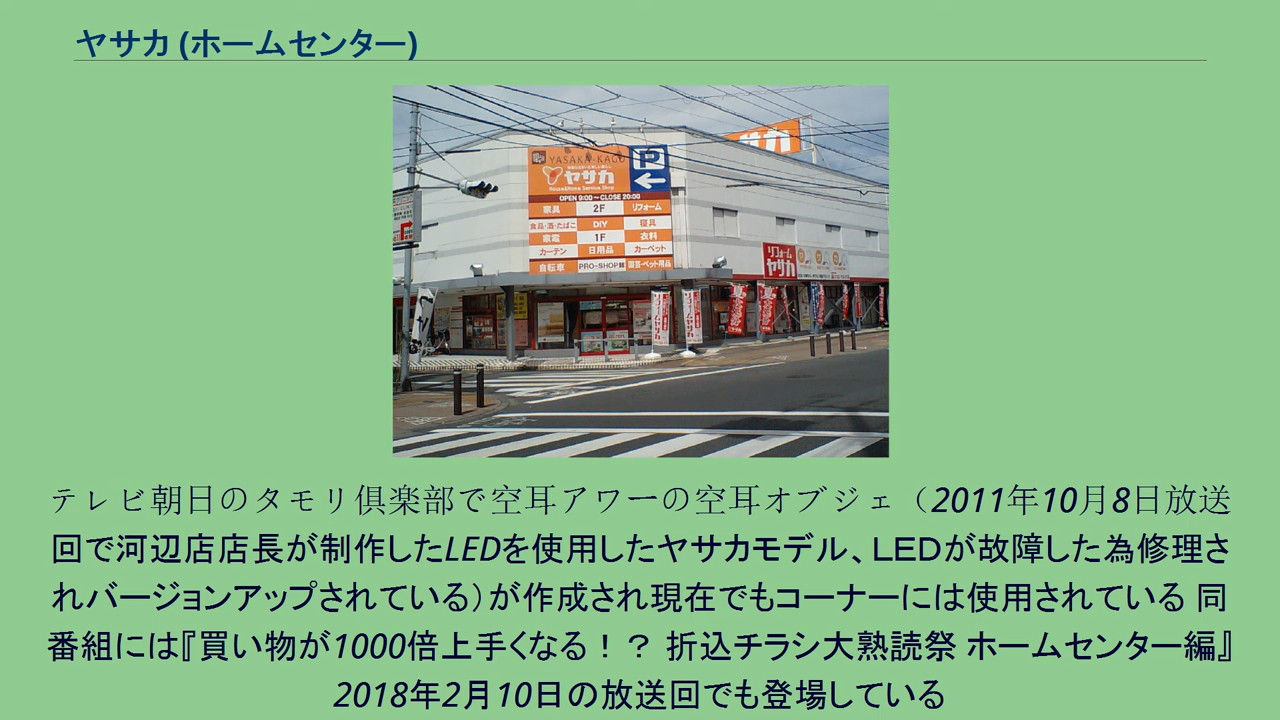 ヤサカ (ホームセンター)
ヤサカ
YASAKA-KAGU
P
ヤサカ
House&Home Service Shop
OPEN 9:00～CLOSE 20:00
家具 2F リフォーム
食品・酒・たばこ DIY 寝具
家電 1F 衣料
カーテン 日用品 カーペット
自転車 PRO-SHOP館 園芸・ペット用品
リフォーム
ヤサカ
テレビ朝日のタモリ倶楽部で空耳アワーの空耳オブジェ（2011年10月8日放送
回で河辺店店長が制作したLEDを使用したヤサカモデル、ＬＥＤが故障した為修理さ
れバージョンアップされている）が作成され現在でもコーナーには使用されている 同
番組には『買い物が1000倍上手くなる！？ 折込チラシ大熟読祭 ホームセンター編』
2018年2月10日の放送回でも登場している